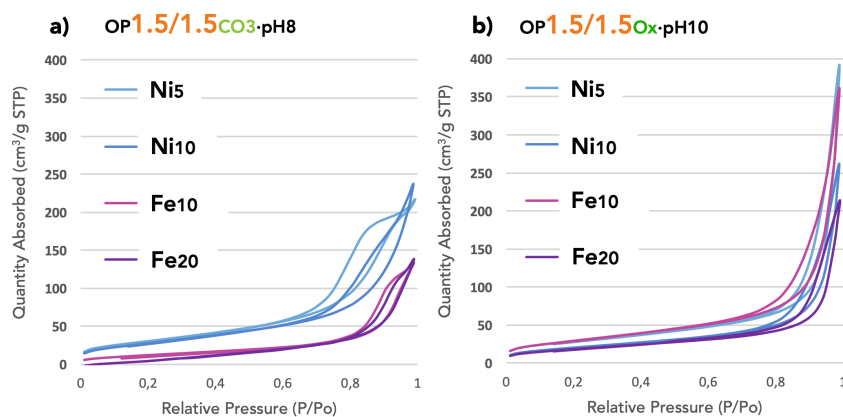 a) OP1.5/1.5CO3·pH8
Quantity Absorbed (cm³/g STP)
400
350
300
250
200
150
100
50
0
Ni5
Ni10
Fe10
Fe20
0 0,2 0,4 0,6 0,8 1
Relative Pressure (P/Po)
b) OP1.5/1.5Ox·pH10
Quantity Absorbed (cm³/g STP)
400
350
300
250
200
150
100
50
0
Ni5
Ni10
Fe10
Fe20
0 0,2 0,4 0,6 0,8 1
Relative Pressure (P/Po)